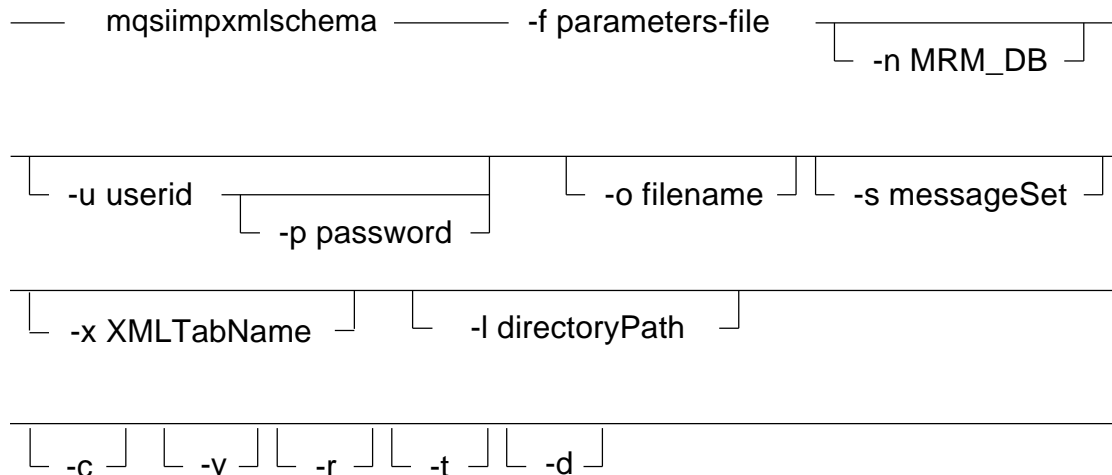 mqsiimpxmlschema -f parameters-file
-n MRM_DB
-u userid -o filename -s messageSet
-p password
-x XMLTabName -l directoryPath
-c -v -r -t -d